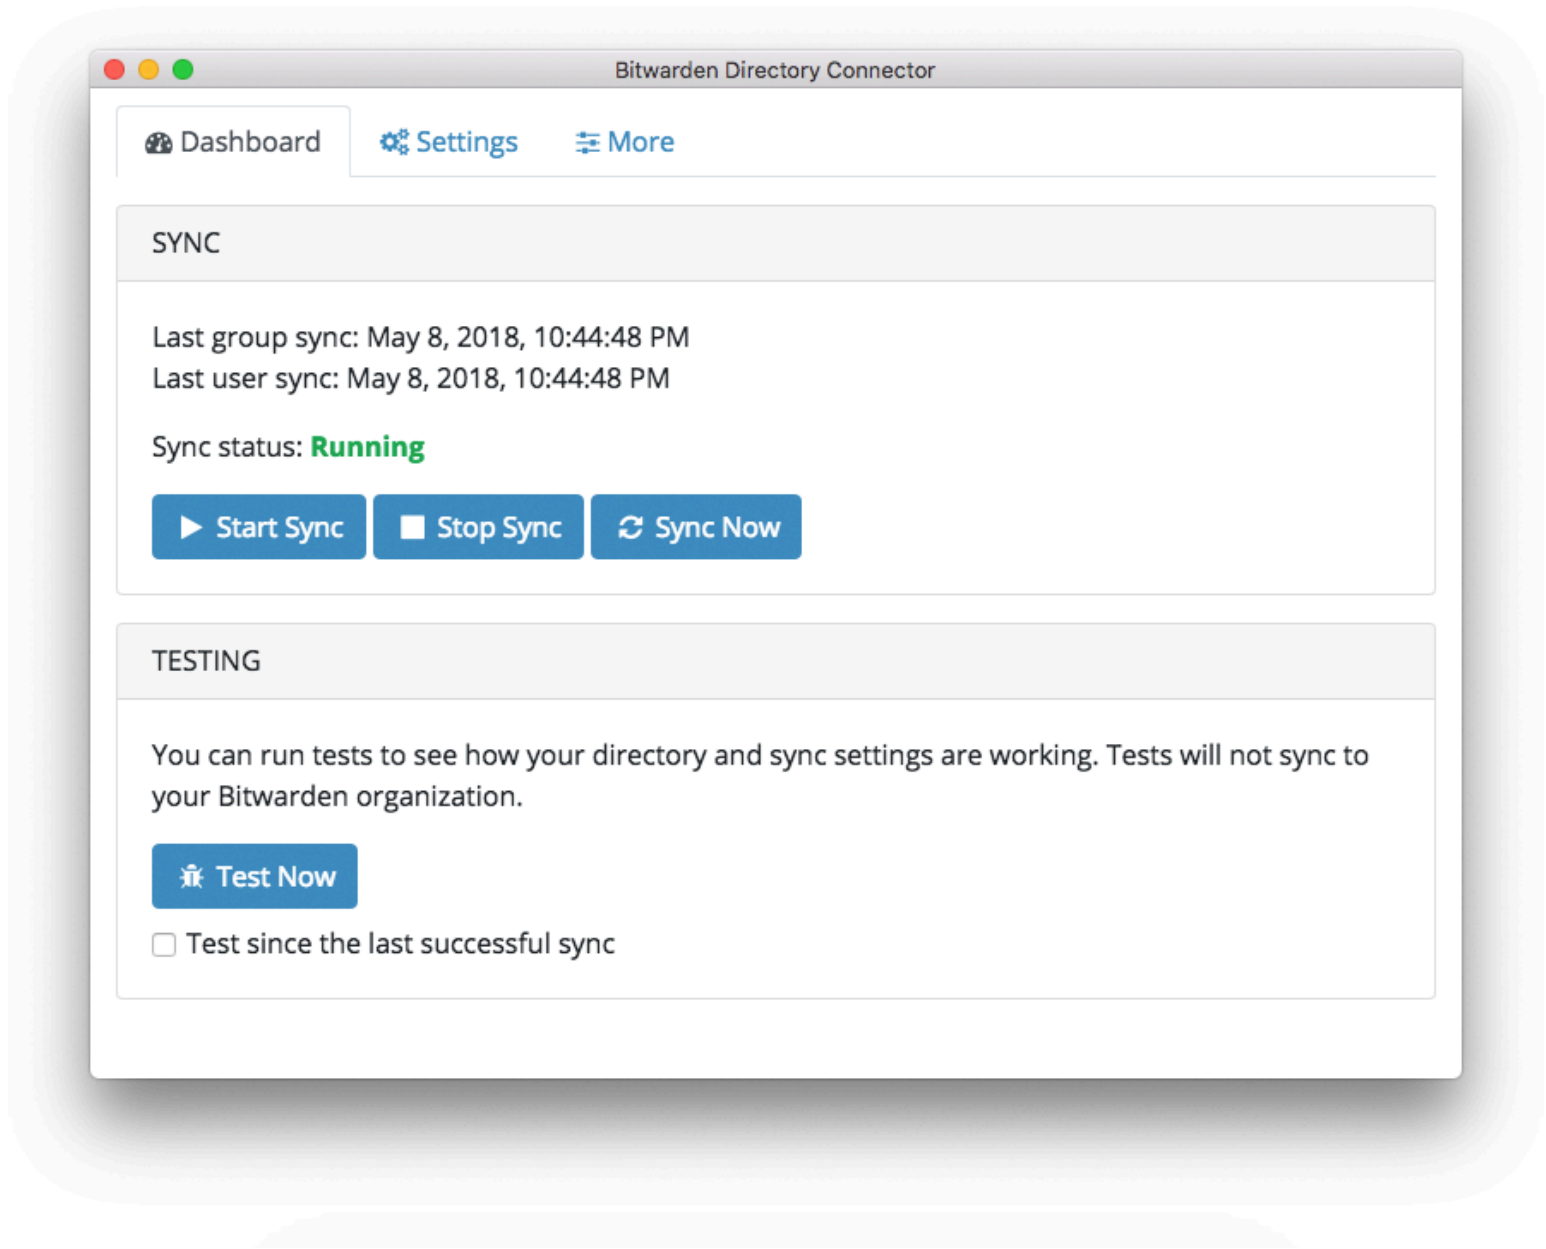 Bitwarden Directory Connector
Dashboard
Settings
More
SYNC
Last group sync: May 8, 2018, 10:44:48 PM
Last user sync: May 8, 2018, 10:44:48 PM
Sync status: Running
Start Sync
Stop Sync
Sync Now
TESTING
You can run tests to see how your directory and sync settings are working. Tests will not sync to
your Bitwarden organization.
Test Now
Test since the last successful sync